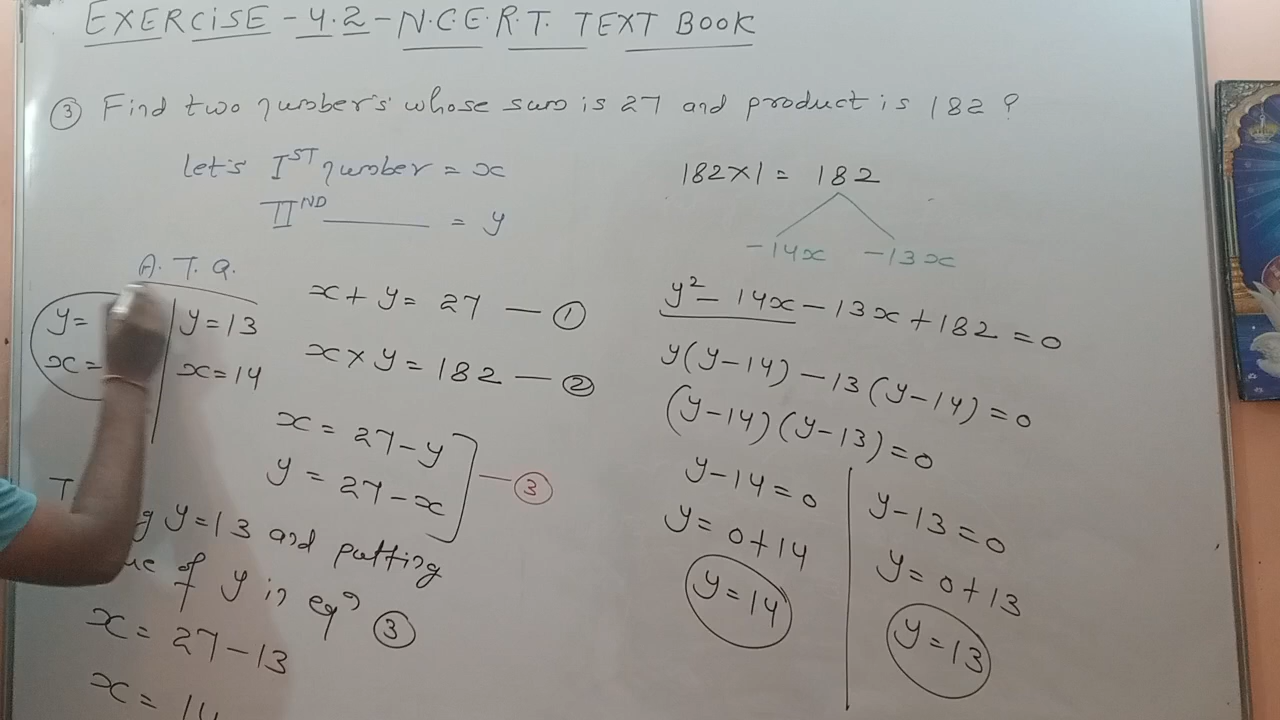 EXERCISE - 4.2 - N.C.E.R.T. TEXT BOOK
③ Find two number's whose sum is 27 and product is 182 ?
let's I^ST number = x
II^ND ______ = y
A.T.Q.
y=
x=
y=13
x=14
x + y = 27 — ①
x × y = 182 — ②
x = 27 - y
y = 27 - x
— ③
y=13 and putting
of y in eqⁿ ③
x = 27 - 13
x = 14
182×1 = 182
-14x -13x
y² - 14x - 13x + 182 = 0
y(y-14) - 13(y-14) = 0
(y-14)(y-13) = 0
y-14=0
y= 0+14
y=14
y-13=0
y= 0+13
y=13